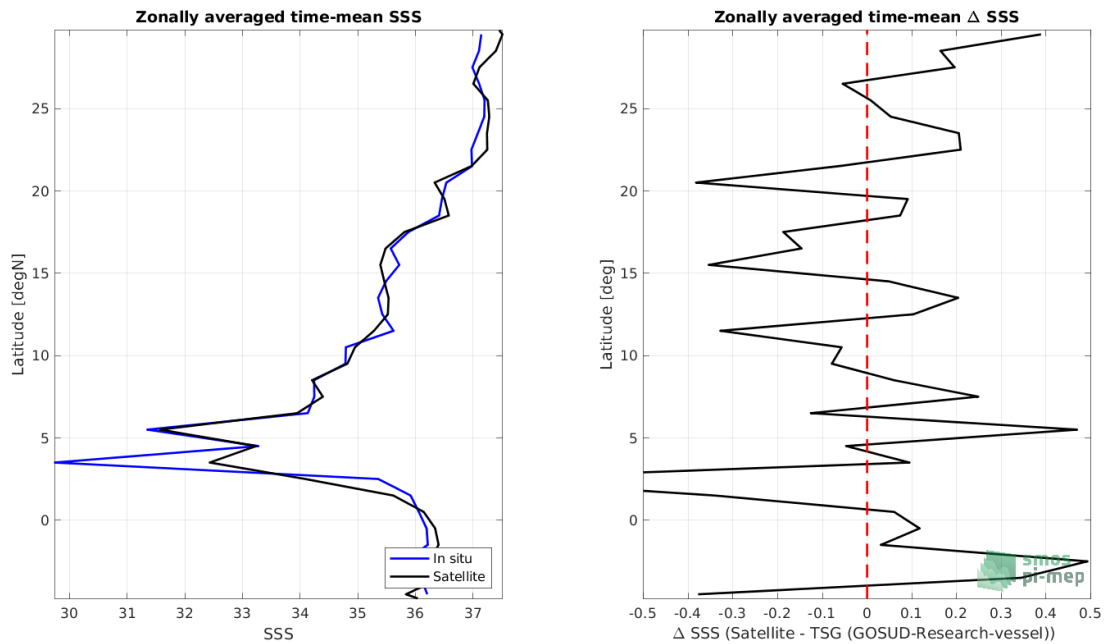 Zonally averaged time-mean SSS
Latitude [degN]
25
20
15
10
5
0
30 31 32 33 34 35 36 37
SSS
In situ
Satellite
Zonally averaged time-mean Δ SSS
Latitude [deg]
25
20
15
10
5
0
-0.5 -0.4 -0.3 -0.2 -0.1 0 0.1 0.2 0.3 0.4 0.5
Δ SSS (Satellite - TSG (GOSUD-Research-vessel))
smos
pi-mep